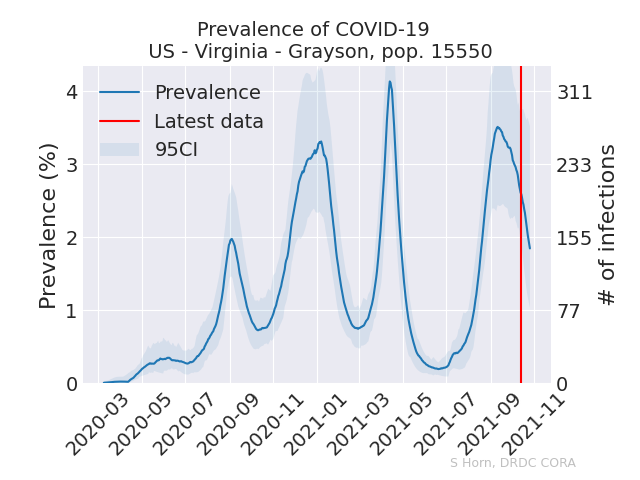 Prevalence of COVID-19
US - Virginia - Grayson, pop. 15550
Prevalence
Latest data
95CI
Prevalence (%)
4
3
2
1
0
# of infections
311
233
155
77
0
2020-03
2020-05
2020-07
2020-09
2020-11
2021-01
2021-03
2021-05
2021-07
2021-09
2021-11
S Horn, DRDC CORA